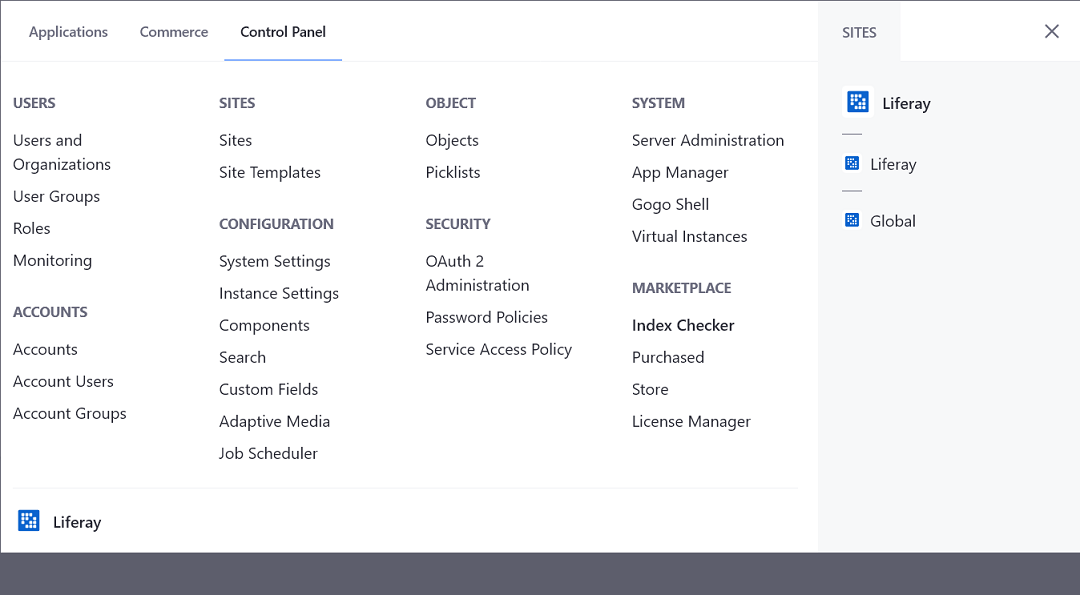 Applications
Commerce
Control Panel
SITES
USERS
Users and
Organizations
User Groups
Roles
Monitoring
ACCOUNTS
Accounts
Account Users
Account Groups
SITES
Sites
Site Templates
CONFIGURATION
System Settings
Instance Settings
Components
Search
Custom Fields
Adaptive Media
Job Scheduler
OBJECT
Objects
Picklists
SECURITY
OAuth 2
Administration
Password Policies
Service Access Policy
SYSTEM
Server Administration
App Manager
Gogo Shell
Virtual Instances
MARKETPLACE
Index Checker
Purchased
Store
License Manager
Liferay
Liferay
Liferay
Global